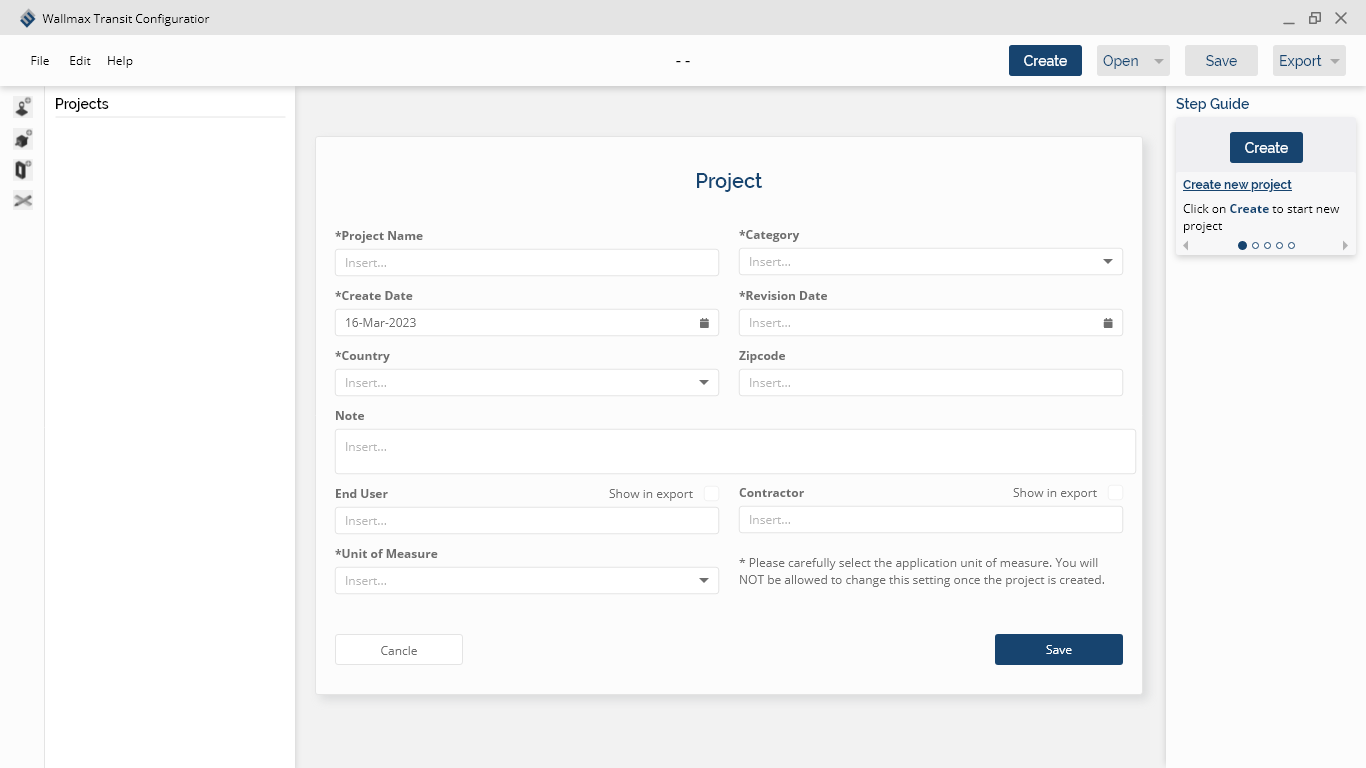 Wallmax Transit Configuratior
File Edit Help
- -
Create Open Save Export
Projects
Step Guide
Create
Create new project
Click on Create to start new
project
Project
*Project Name
Insert...
*Category
Insert...
*Create Date
16-Mar-2023
*Revision Date
Insert...
*Country
Insert...
Zipcode
Insert...
Note
Insert...
End User Show in export
Insert...
Contractor Show in export
Insert...
*Unit of Measure
Insert...
* Please carefully select the application unit of measure. You will
NOT be allowed to change this setting once the project is created.
Cancle
Save